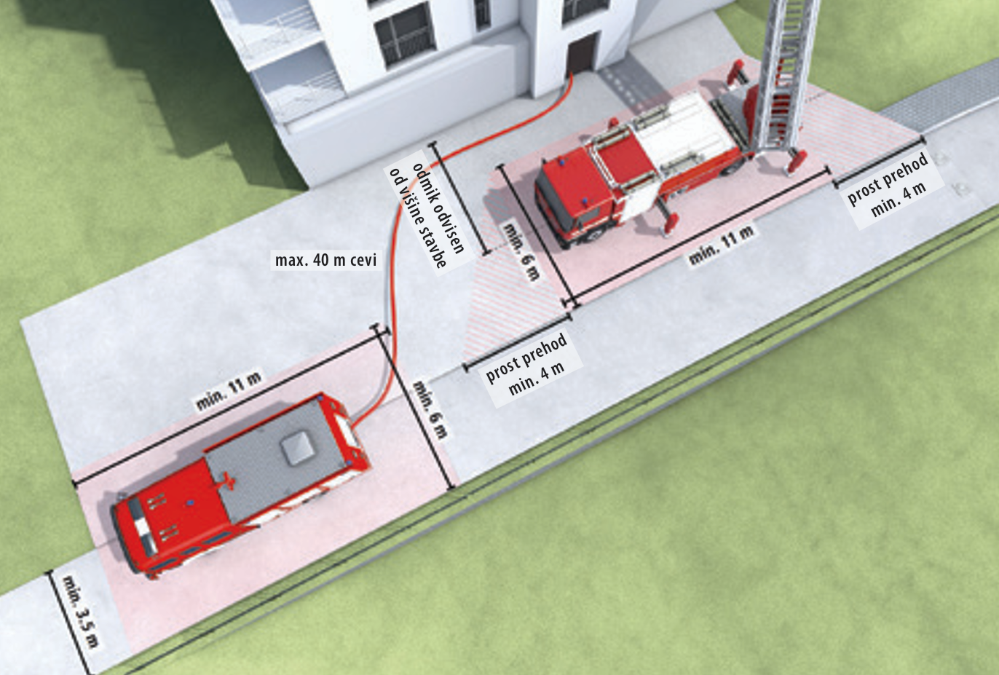 odmik odvisen
od višine stavbe
prost prehod
min. 4 m
min. 6 m
min. 11 m
max. 40 m cevi
prost prehod
min. 4 m
min. 11 m
min. 6 m
min. 3.5 m